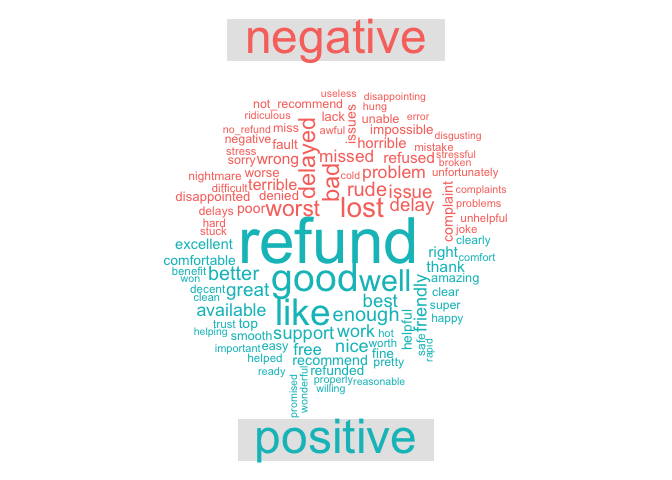 negative
useless disappointing
not_recommend hung
ridiculous lack issues unable error
no_refund miss delayed awful impossible
negative fault horrible disgusting
stress missed refused mistake
sorry wrong bad cold problem stressful
broken
nightmare worse unfortunately
difficult terrible rude issue
disappointed denied complaint complaints
delays poor worst lost delay problems
hard unhelpful
stuck joke
refund
excellent clearly
comfortable right comfort
benefit better good well thank
won amazing
decent great clear
clean best friendly super
available like enough happy
trust top support work helpful
helping smooth hot safe
important easy free nice worth rapid
helped recommend fine pretty
ready refunded
properly reasonable
promised wonderful willing
positive